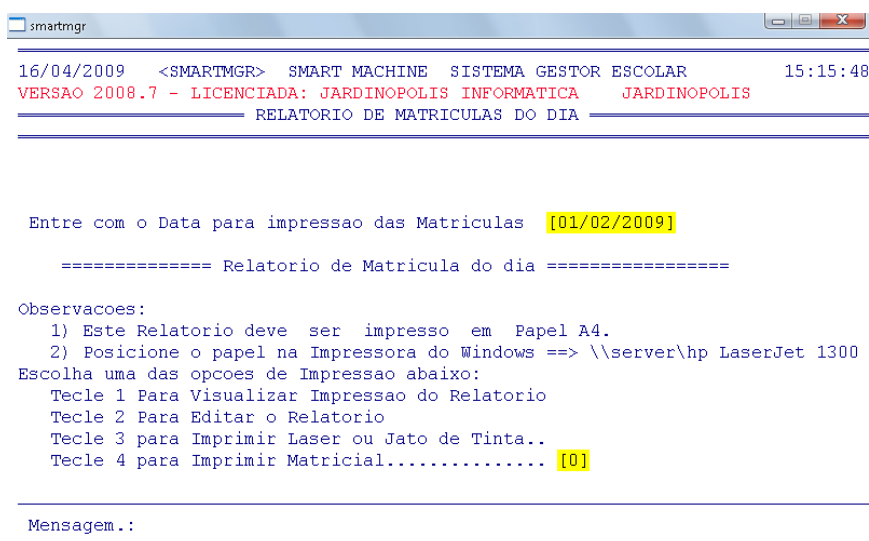 smartmgr
16/04/2009 <SMARTMGR> SMART MACHINE SISTEMA GESTOR ESCOLAR 15:15:48
VERSAO 2008.7 - LICENCIADA: JARDINOPOLIS INFORMATICA JARDINOPOLIS
RELATORIO DE MATRICULAS DO DIA
Entre com o Data para impressao das Matriculas [01/02/2009]
============== Relatorio de Matricula do dia =================
Observacoes:
1) Este Relatorio deve ser impresso em Papel A4.
2) Posicione o papel na Impressora do Windows ==> \\server\hp LaserJet 1300
Escolha uma das opcoes de Impressao abaixo:
Tecle 1 Para Visualizar Impressao do Relatorio
Tecle 2 Para Editar o Relatorio
Tecle 3 para Imprimir Laser ou Jato de Tinta..
Tecle 4 para Imprimir Matricial............... [0]
Mensagem.: